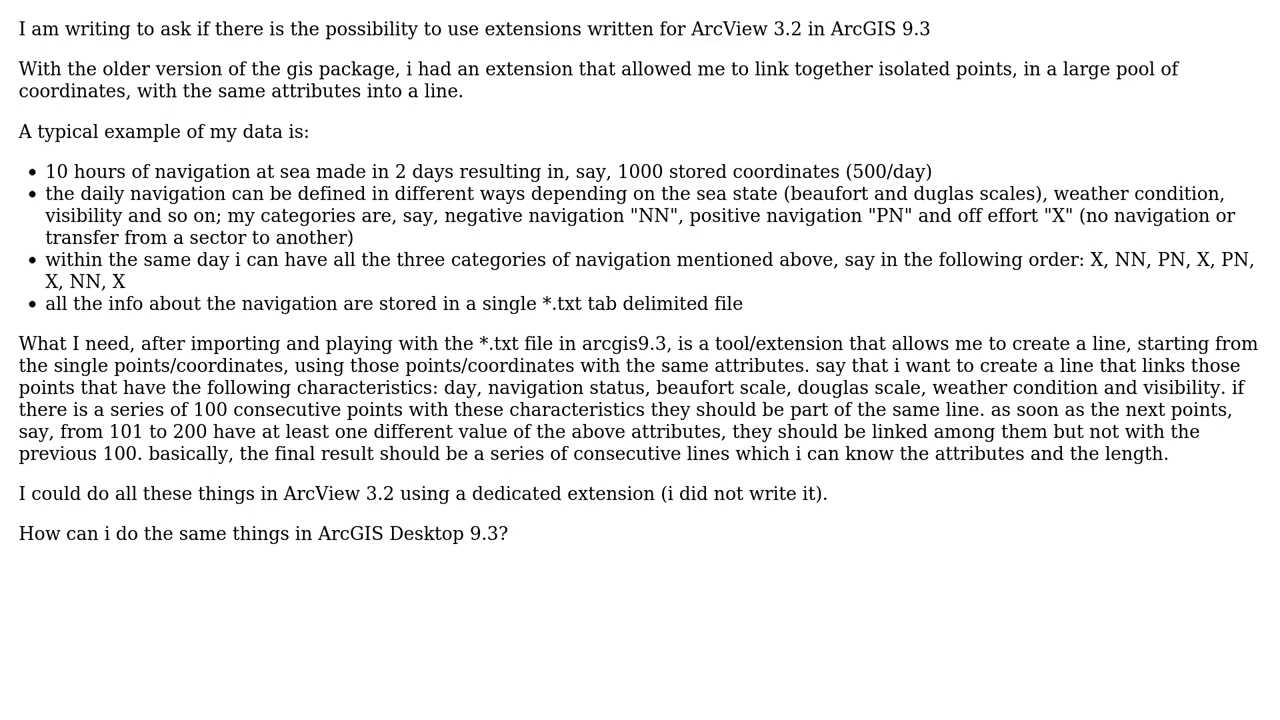 I am writing to ask if there is the possibility to use extensions written for ArcView 3.2 in ArcGIS 9.3
With the older version of the gis package, i had an extension that allowed me to link together isolated points, in a large pool of
coordinates, with the same attributes into a line.
A typical example of my data is:
• 10 hours of navigation at sea made in 2 days resulting in, say, 1000 stored coordinates (500/day)
• the daily navigation can be defined in different ways depending on the sea state (beaufort and duglas scales), weather condition,
visibility and so on; my categories are, say, negative navigation "NN", positive navigation "PN" and off effort "X" (no navigation or
transfer from a sector to another)
• within the same day i can have all the three categories of navigation mentioned above, say in the following order: X, NN, PN, X, PN,
X, NN, X
• all the info about the navigation are stored in a single *.txt tab delimited file
What I need, after importing and playing with the *.txt file in arcgis9.3, is a tool/extension that allows me to create a line, starting from
the single points/coordinates, using those points/coordinates with the same attributes. say that i want to create a line that links those
points that have the following characteristics: day, navigation status, beaufort scale, douglas scale, weather condition and visibility. if
there is a series of 100 consecutive points with these characteristics they should be part of the same line. as soon as the next points,
say, from 101 to 200 have at least one different value of the above attributes, they should be linked among them but not with the
previous 100. basically, the final result should be a series of consecutive lines which i can know the attributes and the length.
I could do all these things in ArcView 3.2 using a dedicated extension (i did not write it).
How can i do the same things in ArcGIS Desktop 9.3?